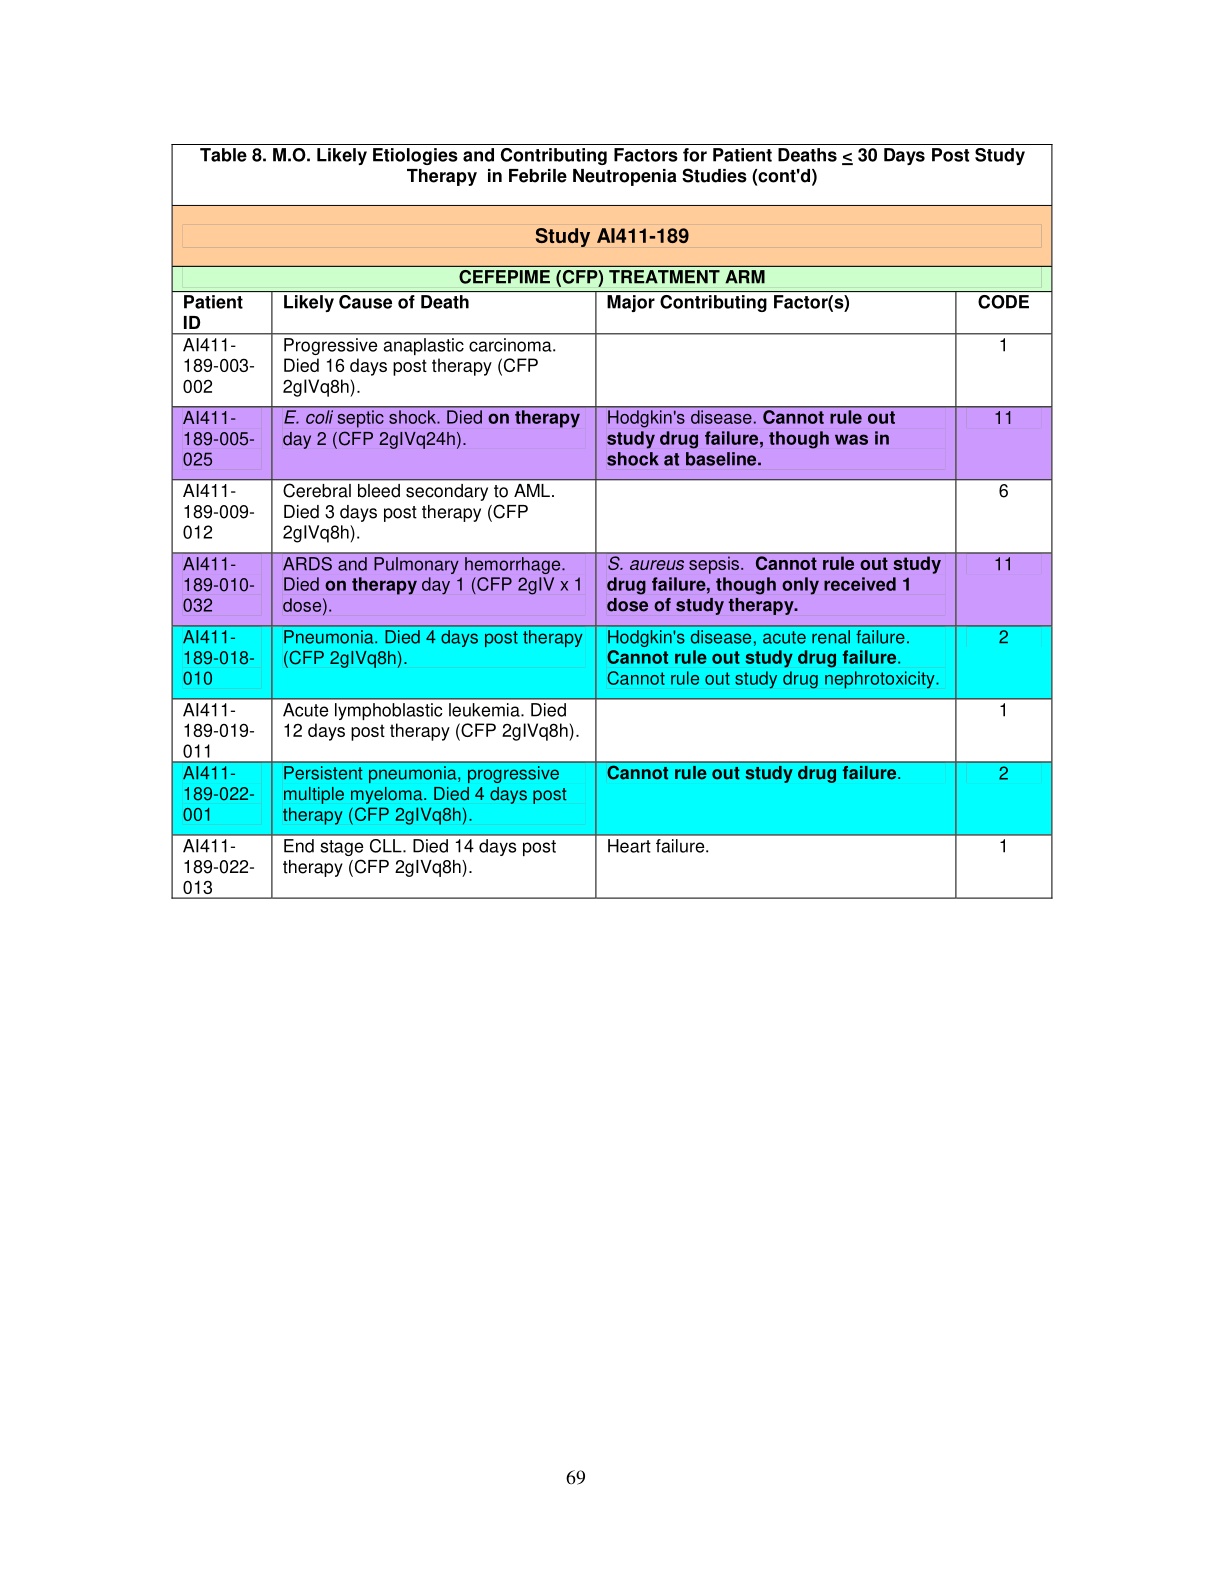 Table 8. M.O. Likely Etiologies and Contributing Factors for Patient Deaths ≤ 30 Days Post Study
Therapy in Febrile Neutropenia Studies (cont'd)
Study AI411-189
CEFEPIME (CFP) TREATMENT ARM
Patient
ID
Likely Cause of Death
Major Contributing Factor(s)
CODE
AI411-
189-003-
002
Progressive anaplastic carcinoma.
Died 16 days post therapy (CFP
2gIVq8h).
1
AI411-
189-005-
025
E. coli septic shock. Died on therapy
day 2 (CFP 2gIVq24h).
Hodgkin's disease. Cannot rule out
study drug failure, though was in
shock at baseline.
11
AI411-
189-009-
012
Cerebral bleed secondary to AML.
Died 3 days post therapy (CFP
2gIVq8h).
6
AI411-
189-010-
032
ARDS and Pulmonary hemorrhage.
Died on therapy day 1 (CFP 2gIV x 1
dose).
S. aureus sepsis. Cannot rule out study
drug failure, though only received 1
dose of study therapy.
11
AI411-
189-018-
010
Pneumonia. Died 4 days post therapy
(CFP 2gIVq8h).
Hodgkin's disease, acute renal failure.
Cannot rule out study drug failure.
Cannot rule out study drug nephrotoxicity.
2
AI411-
189-019-
011
Acute lymphoblastic leukemia. Died
12 days post therapy (CFP 2gIVq8h).
1
AI411-
189-022-
001
Persistent pneumonia, progressive
multiple myeloma. Died 4 days post
therapy (CFP 2gIVq8h).
Cannot rule out study drug failure.
2
AI411-
189-022-
013
End stage CLL. Died 14 days post
therapy (CFP 2gIVq8h).
Heart failure.
1
69